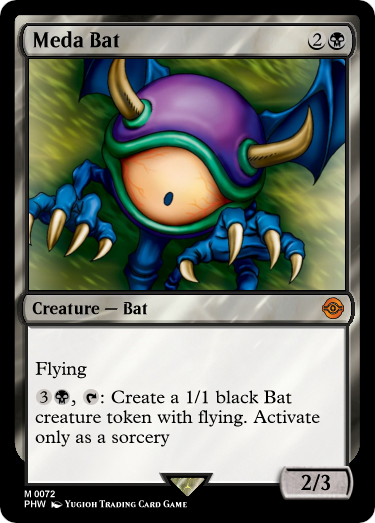 Meda Bat 2
Creature — Bat
Flying
3, : Create a 1/1 black Bat
creature token with flying. Activate
only as a sorcery
2/3
M 0072
PHW Yugioh Trading Card Game